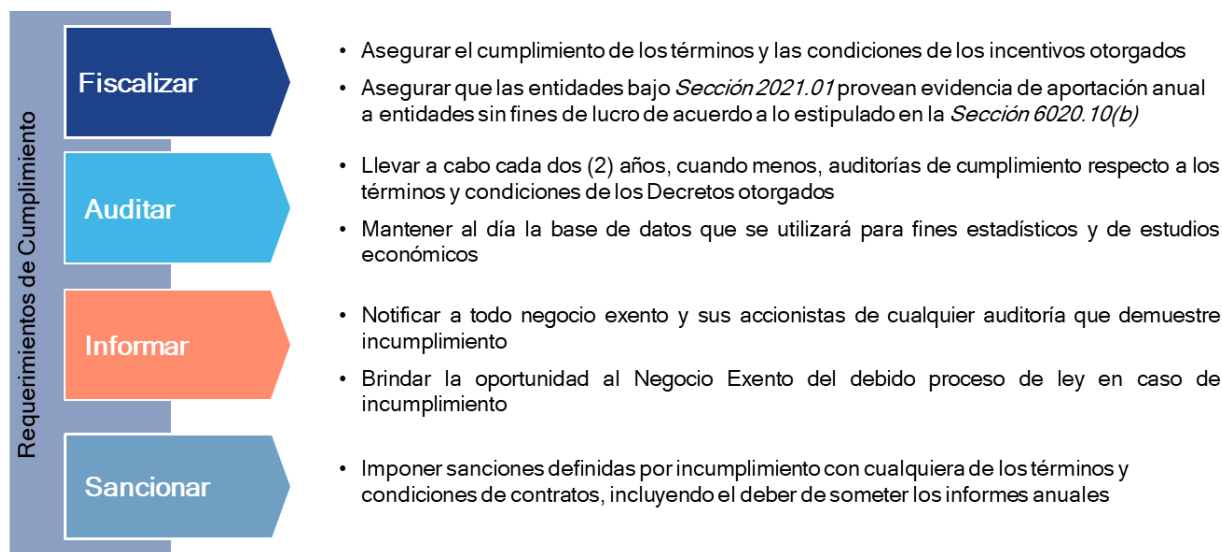 Requerimientos de Cumplimiento
Fiscalizar
• Asegurar el cumplimiento de los términos y las condiciones de los incentivos otorgados
• Asegurar que las entidades bajo Sección 2021.01 provean evidencia de aportación anual
a entidades sin fines de lucro de acuerdo a lo estipulado en la Sección 6020.10(b)
Auditar
• Llevar a cabo cada dos (2) años, cuando menos, auditorías de cumplimiento respecto a los
términos y condiciones de los Decretos otorgados
• Mantener al día la base de datos que se utilizará para fines estadísticos y de estudios
económicos
Informar
• Notificar a todo negocio exento y sus accionistas de cualquier auditoría que demuestre
incumplimiento
• Brindar la oportunidad al Negocio Exento del debido proceso de ley en caso de
incumplimiento
Sancionar
• Imponer sanciones definidas por incumplimiento con cualquiera de los términos y
condiciones de contratos, incluyendo el deber de someter los informes anuales